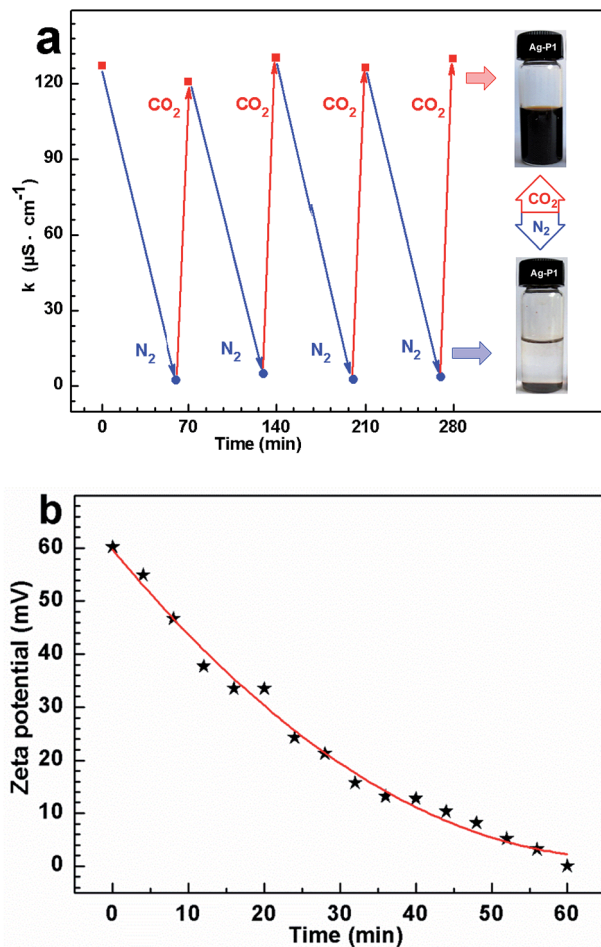 a
Ag-P1
120
CO₂ CO₂ CO₂ CO₂
90
k (µS · cm⁻¹)
CO₂
N₂
60
Ag-P1
30
N₂ N₂ N₂ N₂
0
0 70 140 210 280
Time (min)
b
60
50
40
30
20
10
0
Zeta potential (mV)
0 10 20 30 40 50 60
Time (min)